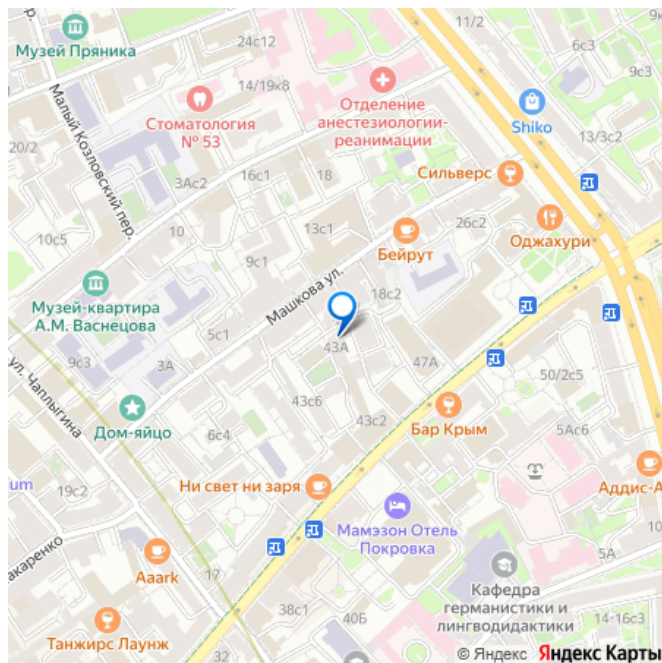 11/2
Музей Пряника
24с12
6с3
9с3
14/19к8
Отделение
анестезиологии-
реанимации
Стоматология
№ 53
Shiko
13/3с2
20/2
Малый Козловский пер.
3Ас2
16с1
18
Сильверс
10с5
10
13с1
26с2
Оджахури
Бейрут
9с1
Машкова ул.
Музей-квартира
А.М. Васнецова
18с2
5с1
43А
9с3
3А
47А
50/2с5
ул. Чаплыгина
43с6
43с2
Дом-яйцо
6с4
Бар Крым
5Ас6
Ни свет ни заря
Аддис-А
um
19с2
Мамэзон Отель
Покровка
акаренко
Aaark
17
5А
Кафедра
германистики и
лингводидактики
38с1
40Б
14-16с3
Танжирс Лаунж
32
© Яндекс Яндекс Карты